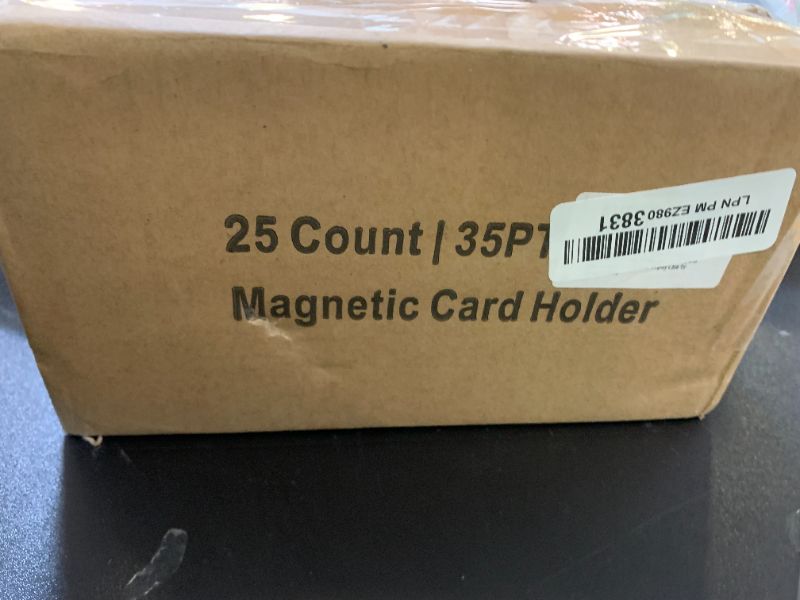 25 Count | 35PT
Magnetic Card Holder
LPN PM EZ980 3831